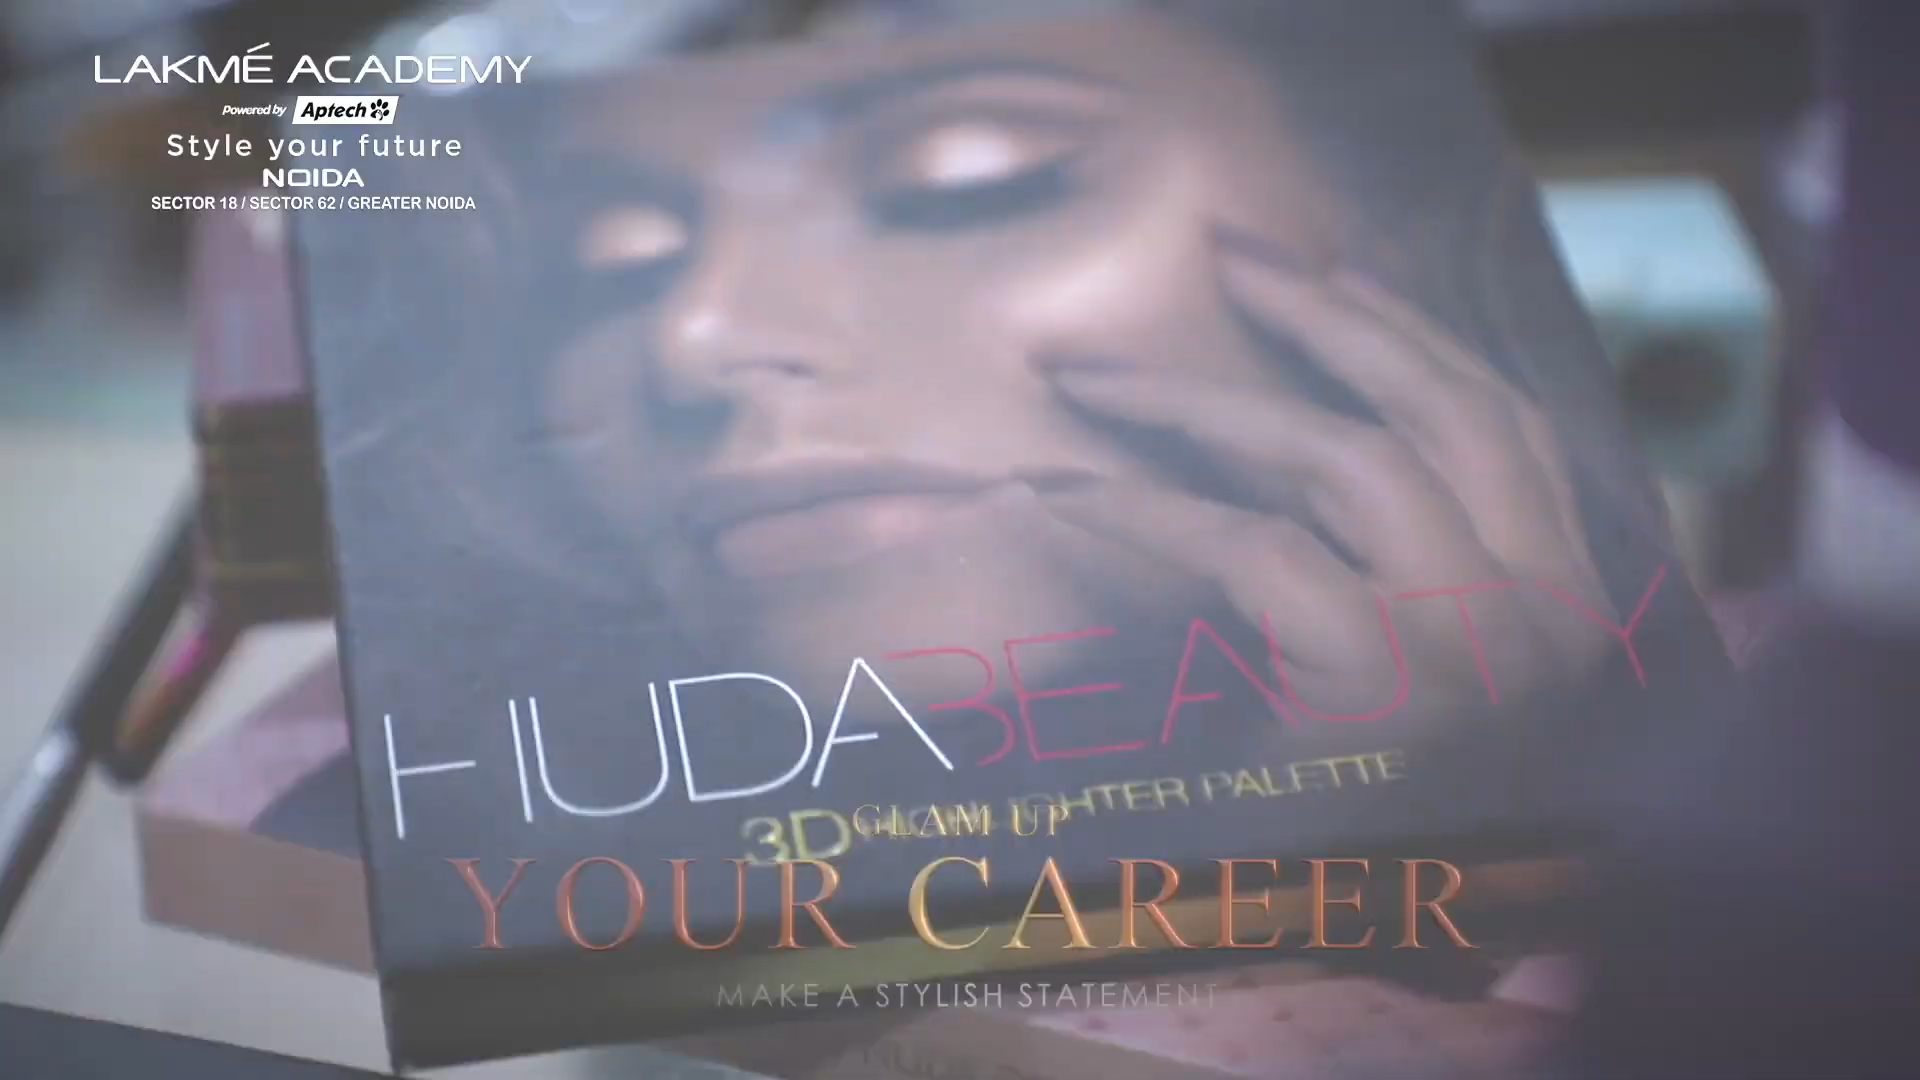 LAKMÉ ACADEMY
Powered by Aptech
Style your future
NOIDA
SECTOR 18 / SECTOR 62 / GREATER NOIDA
HUDABEAUTY
3D HIGHLIGHTER PALETTE
GLAM UP
YOUR CAREER
MAKE A STYLISH STATEMENT
NUDE